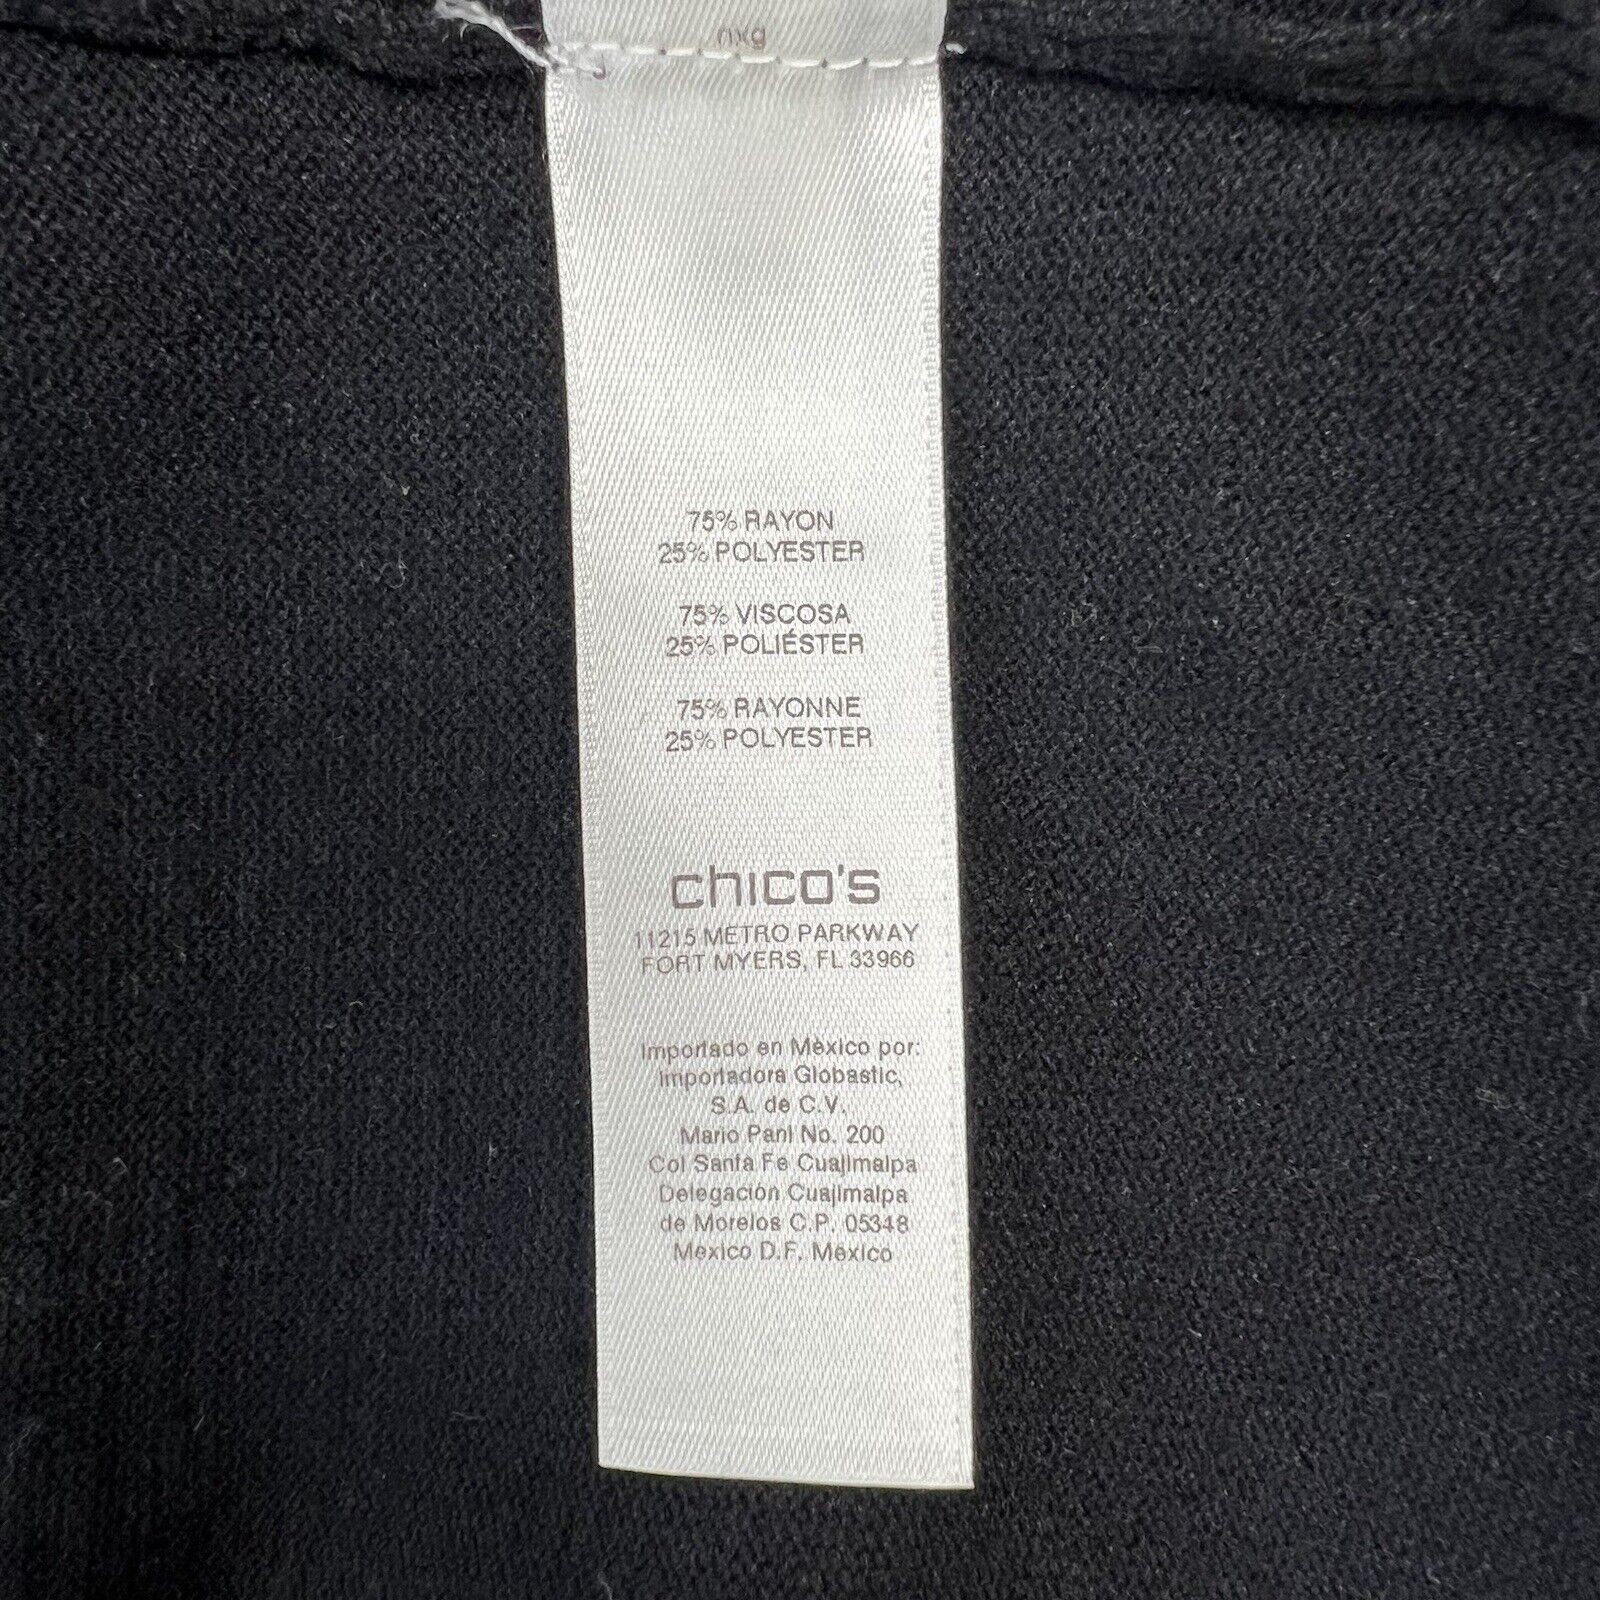 nxg
75% RAYON
25% POLYESTER
75% VISCOSA
25% POLIÉSTER
75% RAYONNE
25% POLYESTER
chico's
11215 METRO PARKWAY
FORT MYERS, FL 33966
Importado en México por:
Importadora Globastic,
S.A. de C.V.
Mario Pani No. 200
Col Santa Fe Cuajimalpa
Delegación Cuajimalpa
de Morelos C.P. 05348
Mexico D.F. Mexico